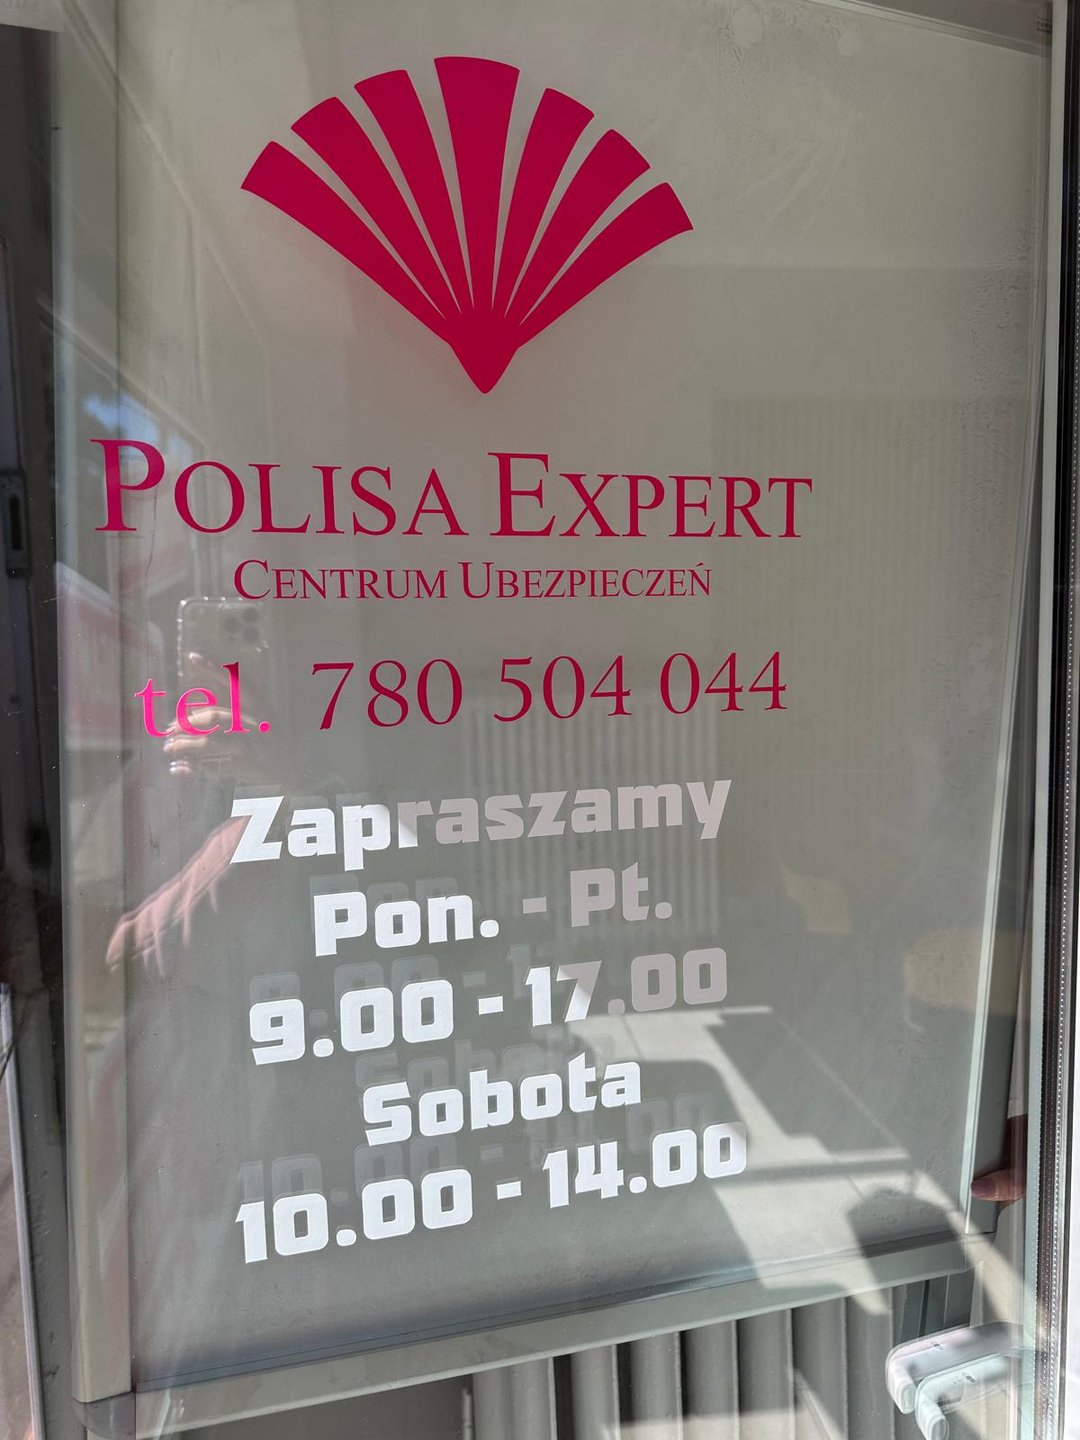 POLISA EXPERT
CENTRUM UBEZPIECZEŃ
tel. 780 504 044
Zapraszamy
Pon. - Pt.
9.00 - 17.00
Sobota
10.00 - 14.00